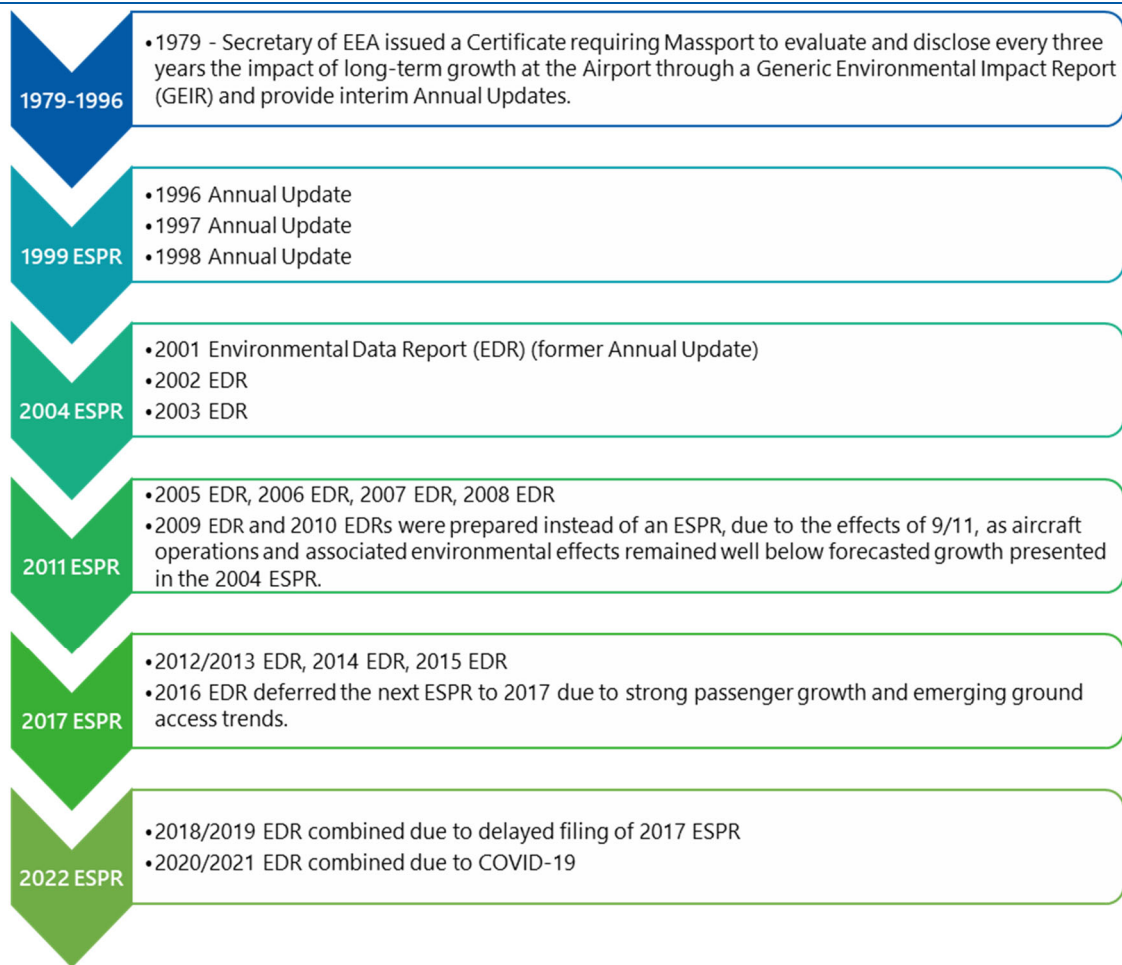 1979-1996
•1979 - Secretary of EEA issued a Certificate requiring Massport to evaluate and disclose every three
years the impact of long-term growth at the Airport through a Generic Environmental Impact Report
(GEIR) and provide interim Annual Updates.
1999 ESPR
•1996 Annual Update
•1997 Annual Update
•1998 Annual Update
2004 ESPR
•2001 Environmental Data Report (EDR) (former Annual Update)
•2002 EDR
•2003 EDR
2011 ESPR
•2005 EDR, 2006 EDR, 2007 EDR, 2008 EDR
•2009 EDR and 2010 EDRs were prepared instead of an ESPR, due to the effects of 9/11, as aircraft
operations and associated environmental effects remained well below forecasted growth presented
in the 2004 ESPR.
2017 ESPR
•2012/2013 EDR, 2014 EDR, 2015 EDR
•2016 EDR deferred the next ESPR to 2017 due to strong passenger growth and emerging ground
access trends.
2022 ESPR
•2018/2019 EDR combined due to delayed filing of 2017 ESPR
•2020/2021 EDR combined due to COVID-19